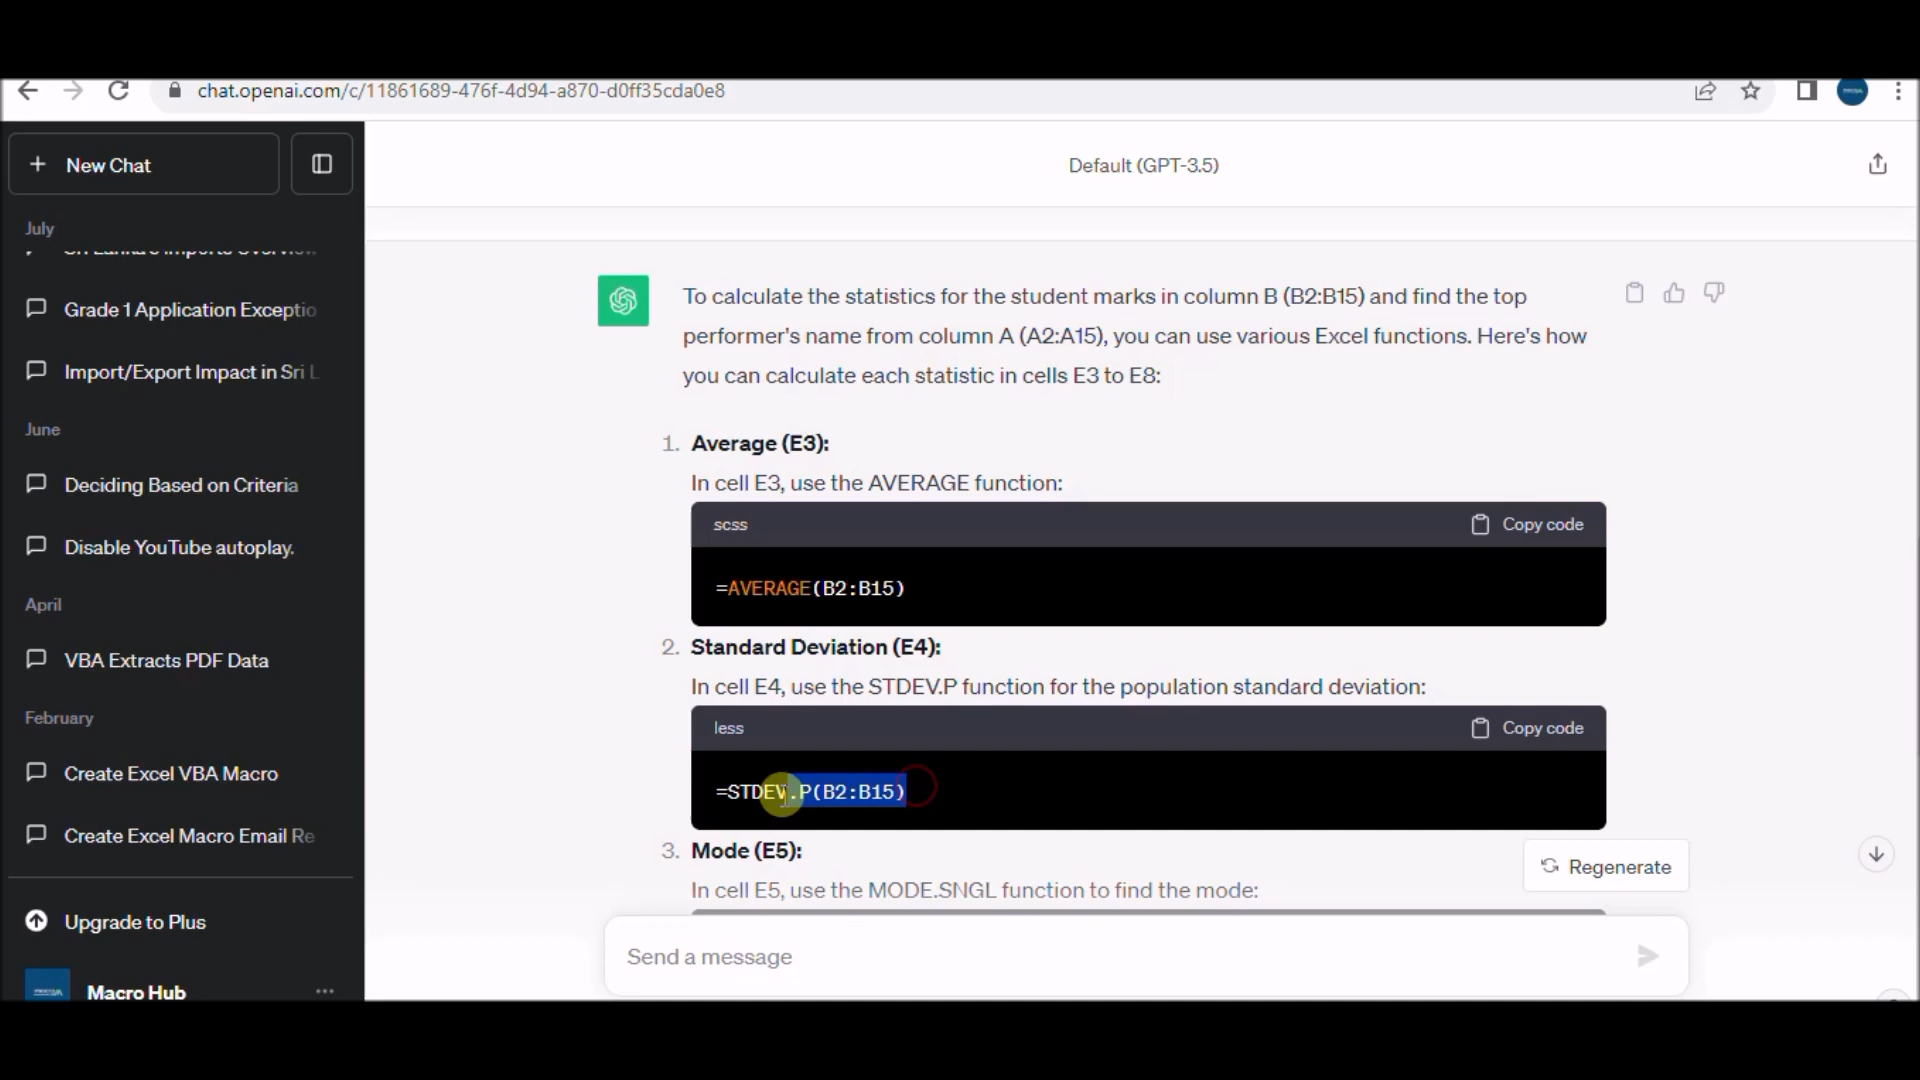 chat.openai.com/c/11861689-476f-4d94-a870-d0ff35cda0e8
New Chat
Default (GPT-3.5)
July
Sri Lanka's Imports Overview
Grade 1 Application Exceptio
Import/Export Impact in Sri L
June
Deciding Based on Criteria
Disable YouTube autoplay.
April
VBA Extracts PDF Data
February
Create Excel VBA Macro
Create Excel Macro Email Re
Upgrade to Plus
Macro Hub
To calculate the statistics for the student marks in column B (B2:B15) and find the top
performer's name from column A (A2:A15), you can use various Excel functions. Here's how
you can calculate each statistic in cells E3 to E8:
1. Average (E3):
In cell E3, use the AVERAGE function:
scss Copy code
=AVERAGE(B2:B15)
2. Standard Deviation (E4):
In cell E4, use the STDEV.P function for the population standard deviation:
less Copy code
=STDEV.P(B2:B15)
3. Mode (E5):
In cell E5, use the MODE.SNGL function to find the mode:
Regenerate
Send a message